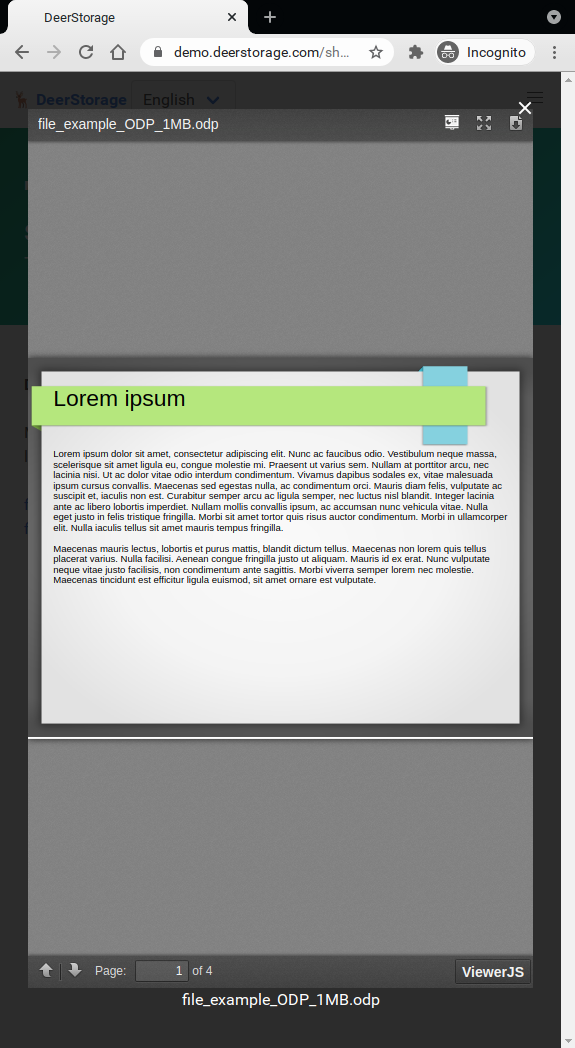 DeerStorage
demo.deerstorage.com/sh...
Incognito
DeerStorage
English
file_example_ODP_1MB.odp
Lorem ipsum
Lorem ipsum dolor sit amet, consectetur adipiscing elit. Nunc ac faucibus odio. Vestibulum neque massa,
scelerisque sit amet ligula eu, congue molestie mi. Praesent ut varius sem. Nullam at porttitor arcu, nec
lacinia nisi. Ut ac dolor vitae odio interdum condimentum. Vivamus dapibus sodales ex, vitae malesuada
ipsum cursus convallis. Maecenas sed egestas nulla, ac condimentum orci. Mauris diam felis, vulputate ac
suscipit et, iaculis non est. Curabitur semper arcu ac ligula semper, nec luctus nisl blandit. Integer lacinia
ante ac libero lobortis imperdiet. Nullam mollis convallis ipsum, ac accumsan nunc vehicula vitae. Nulla
eget justo in felis tristique fringilla. Morbi sit amet tortor quis risus auctor condimentum. Morbi in ullamcorper
elit. Nulla iaculis tellus sit amet mauris tempus fringilla.
Maecenas mauris lectus, lobortis et purus mattis, blandit dictum tellus. Maecenas non lorem quis tellus
placerat varius. Nulla facilisi. Aenean congue fringilla justo ut aliquam. Mauris id ex erat. Nunc vulputate
neque vitae justo facilisis, non condimentum ante sagittis. Morbi viverra semper lorem nec molestie.
Maecenas tincidunt est efficitur ligula euismod, sit amet ornare est vulputate.
Page: 1 of 4
ViewerJS
file_example_ODP_1MB.odp